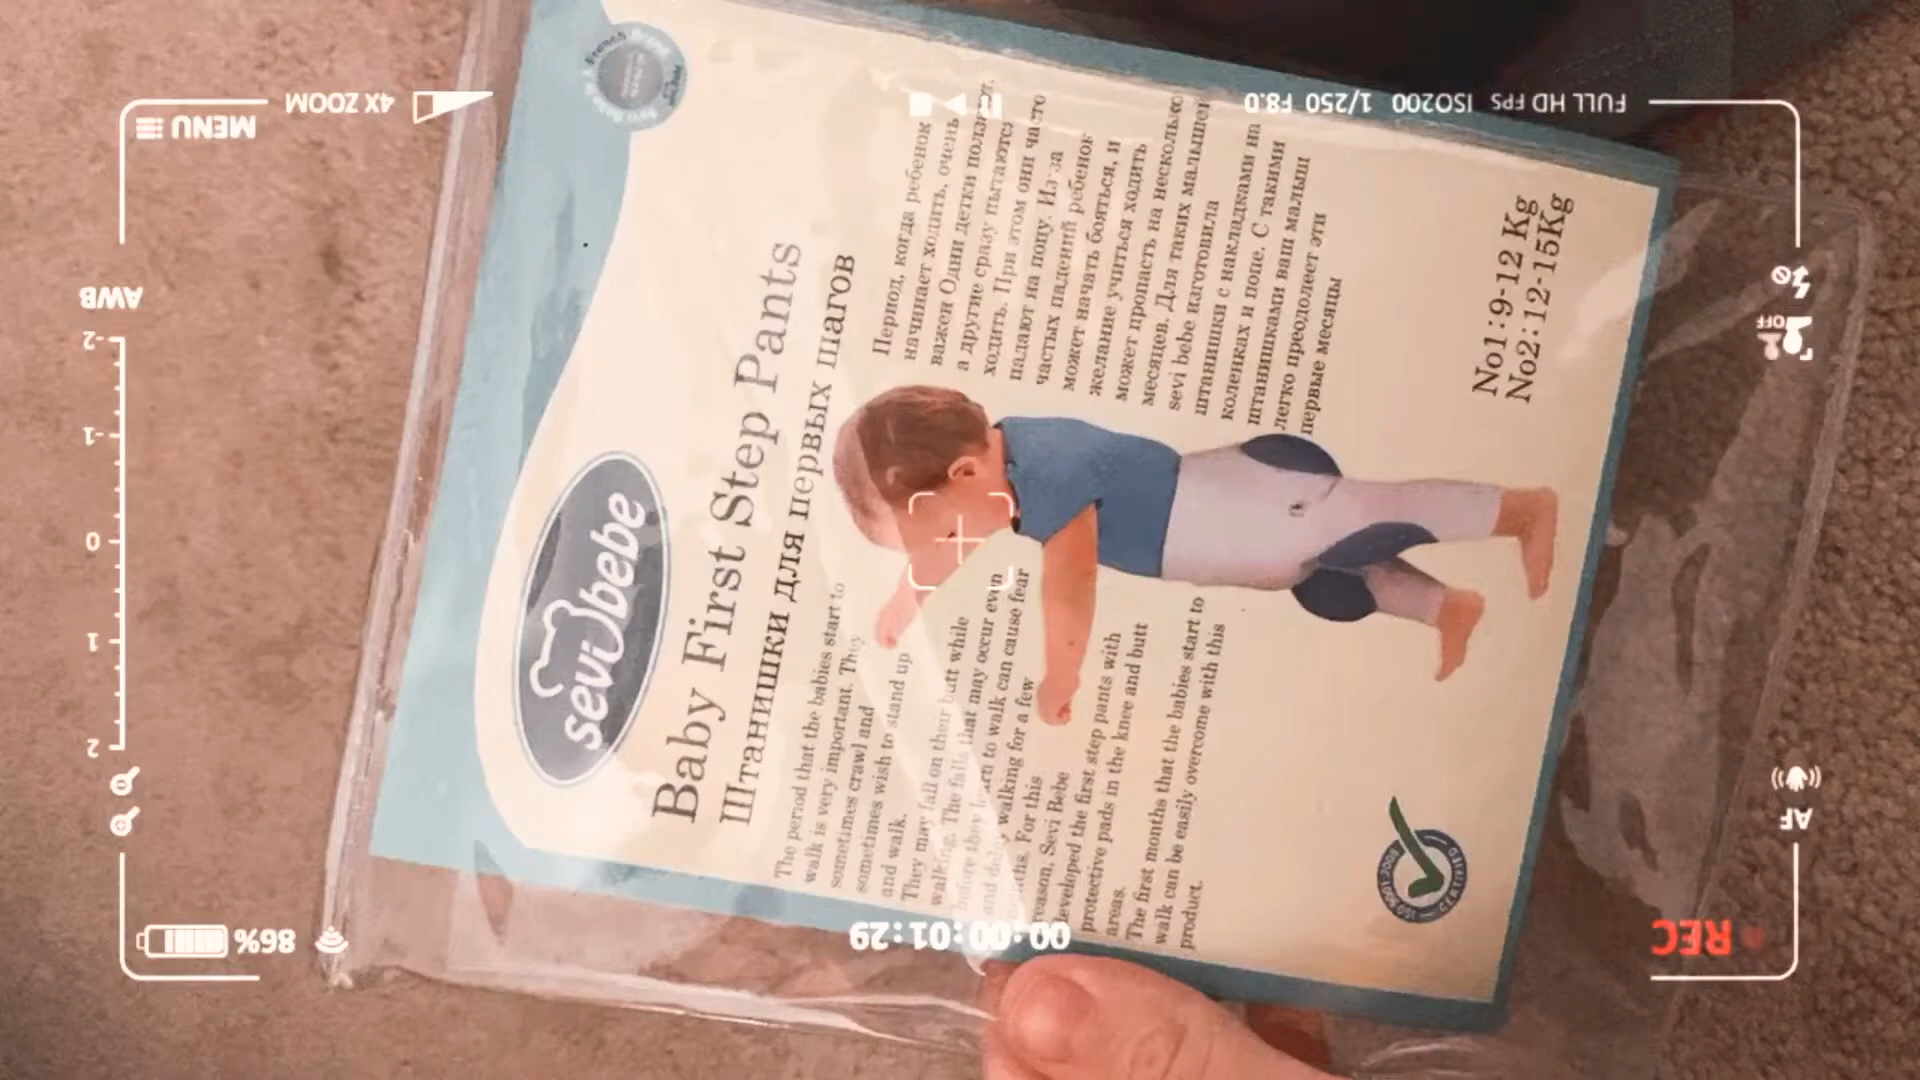 sevi bebe
Baby First Step Pants
Штанишки для первых шагов
The period that the babies start to
walk is very important. They
sometimes crawl and
sometimes wish to stand up
and walk.
They may fall on their butt while
walking. The falls that may occur even
before they learn to walk can cause fear
and delay walking for a few
For this
reason, Sevi Bebe
developed the first step pants with
protective pads in the knee and butt
areas.
The first months that the babies start to
walk can be easily overcome with this
product.
Период, когда ребенок
начинает ходить, очень
важен Одни детки ползают,
а другие сразу пытаются
ходить. При этом они часто
падают на попу. Из-за
частых падений ребенок
может начать бояться, и
желание учиться ходить
может пропасть на несколько
месяцев. Для таких малышей
sevi bebe изготовила
штанишки с накладками на
коленках и попе. С такими
штанишками ваш малыш
легко преодолеет эти
первые месяцы
No1: 9-12 Kg
No2: 12-15Kg
ISO 9001
CERTIFIED
MENU
4X ZOOM
FULL HD FPS ISO200 1/250 F8.0
AWB
-2
-1
0
1
2
OFF
AF
86%
00:00:01:29
REC